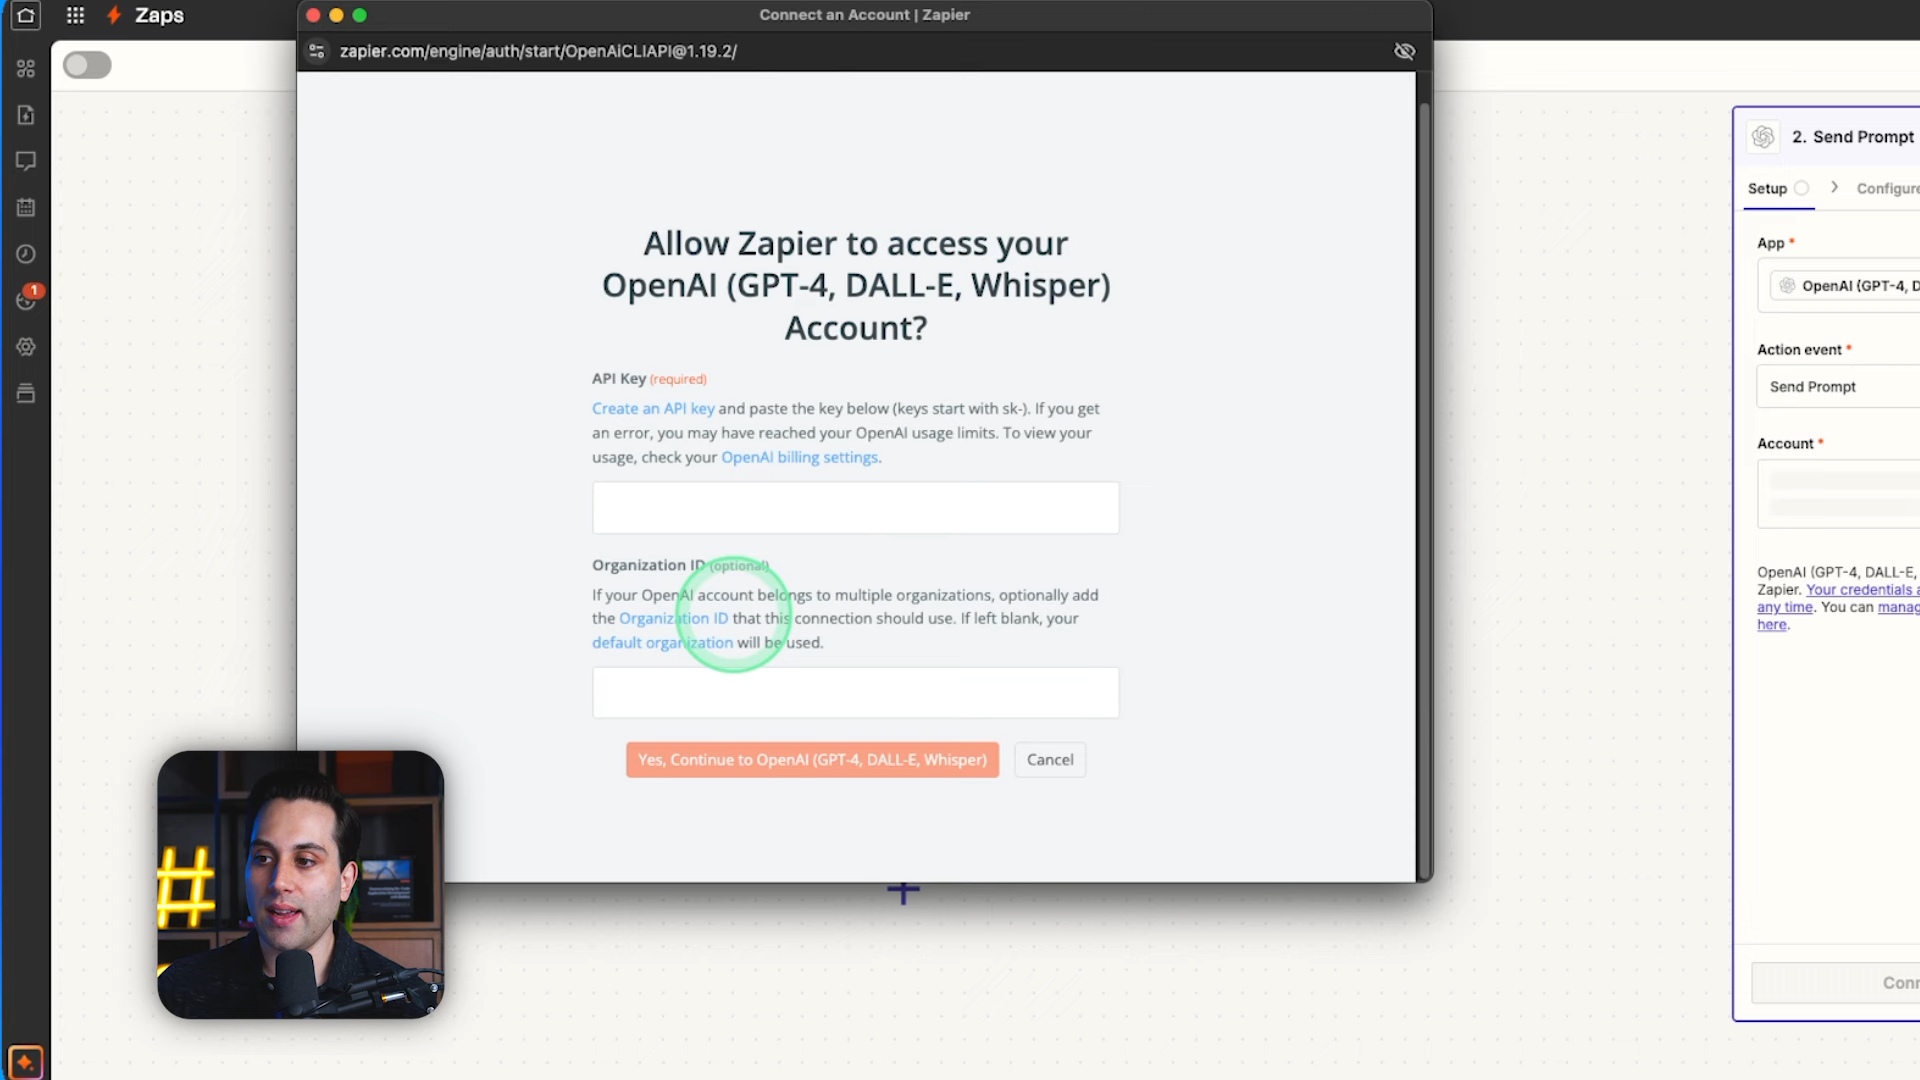 Zaps
Connect an Account | Zapier
zapier.com/engine/auth/start/OpenAiCLIAPI@1.19.2/
Allow Zapier to access your
OpenAI (GPT-4, DALL-E, Whisper)
Account?
API Key (required)
Create an API key and paste the key below (keys start with sk-). If you get
an error, you may have reached your OpenAI usage limits. To view your
usage, check your OpenAI billing settings.
Organization ID (optional)
If your OpenAI account belongs to multiple organizations, optionally add
the Organization ID that this connection should use. If left blank, your
default organization will be used.
Yes, Continue to OpenAI (GPT-4, DALL-E, Whisper)
Cancel
1
2. Send Prompt
Setup
Configure
App *
OpenAI (GPT-4, D
Action event *
Send Prompt
Account *
OpenAI (GPT-4, DALL-E,
Zapier. Your credentials a
any time. You can manag
here.
Conn
#